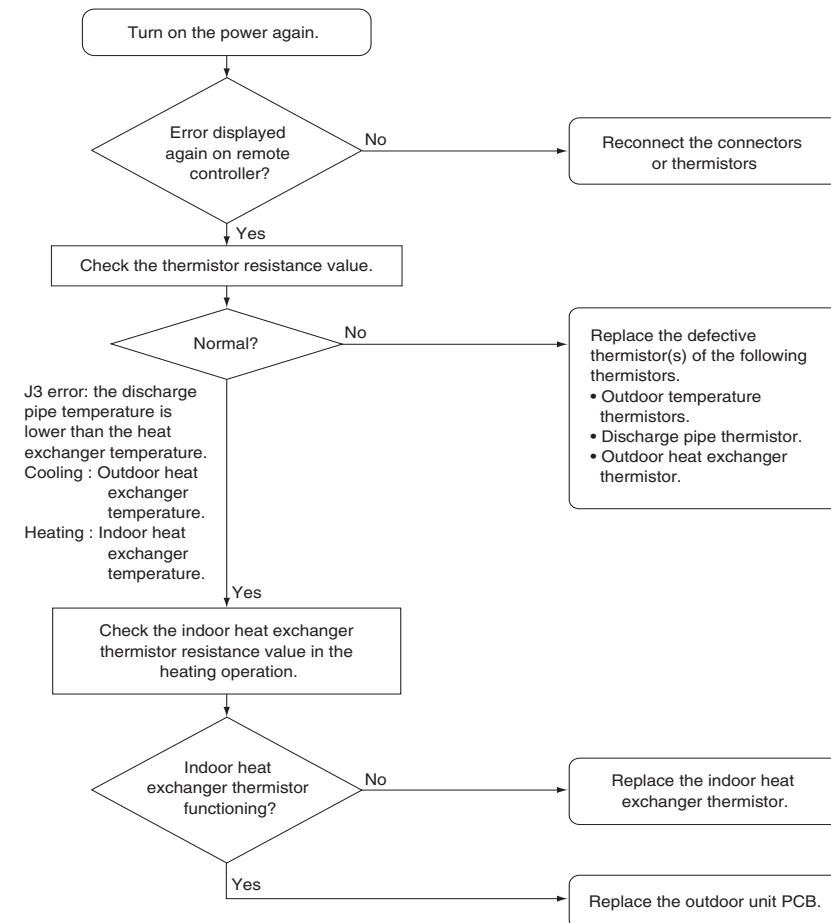 Turn on the power again.
Error displayed
again on remote
controller?
No
Reconnect the connectors
or thermistors
Yes
Check the thermistor resistance value.
Normal?
No
Replace the defective
thermistor(s) of the following
thermistors.
• Outdoor temperature
thermistors.
• Discharge pipe thermistor.
• Outdoor heat exchanger
thermistor.
J3 error: the discharge
pipe temperature is
lower than the heat
exchanger temperature.
Cooling : Outdoor heat
exchanger
temperature.
Heating : Indoor heat
exchanger
temperature.
Yes
Check the indoor heat exchanger
thermistor resistance value in the
heating operation.
Indoor heat
exchanger thermistor
functioning?
No
Replace the indoor heat
exchanger thermistor.
Yes
Replace the outdoor unit PCB.